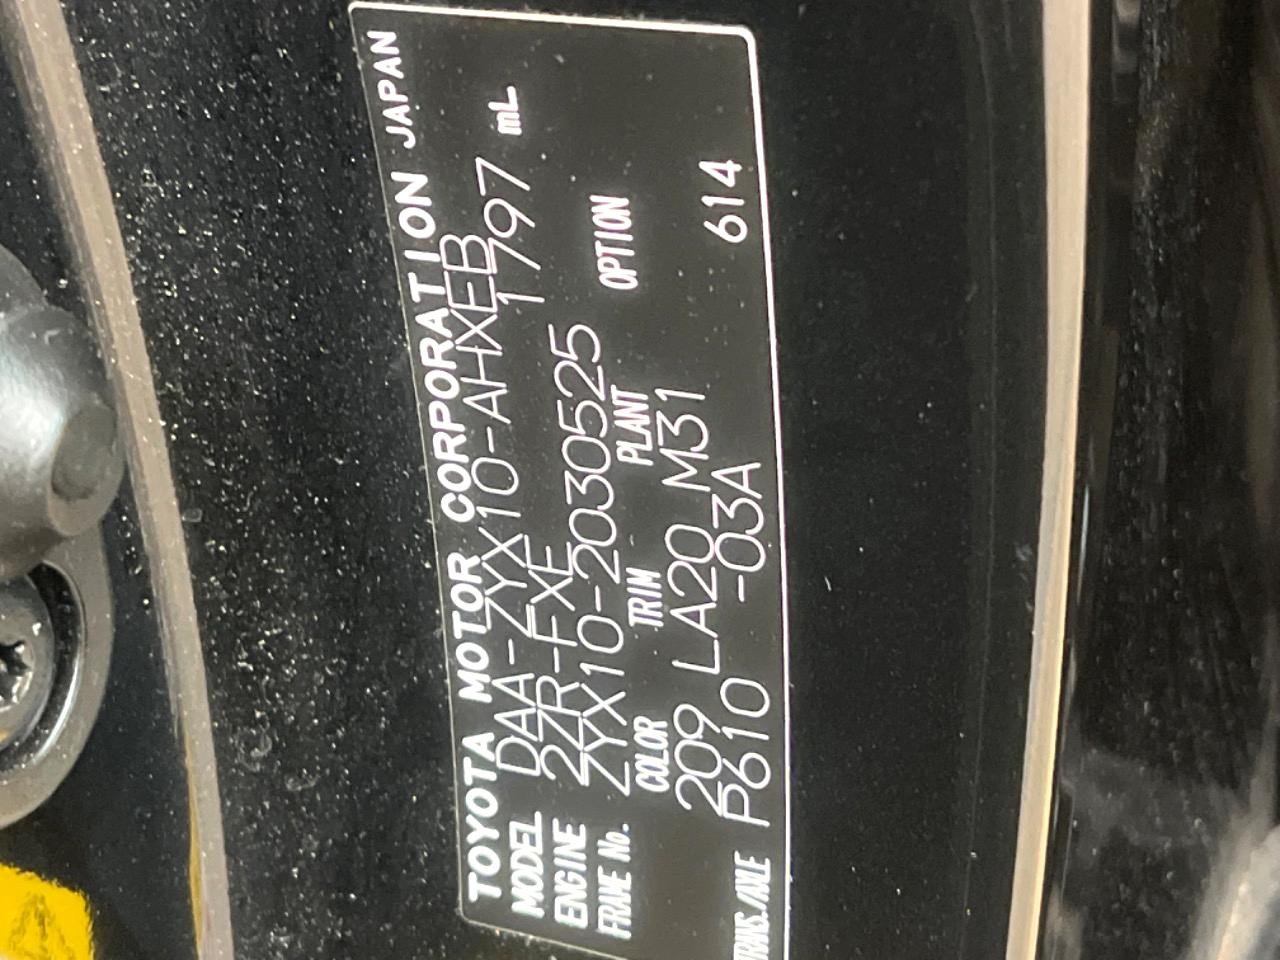 TOYOTA MOTOR CORPORATION JAPAN
MODEL DAA-ZYX10-AHXEB
ENGINE 2ZR-FXE 1797 mL
FRAME No. ZYX10-2030525
COLOR TRIM PLANT OPTION
209 LA20 M31
TRANS./AXLE P610 -03A 614